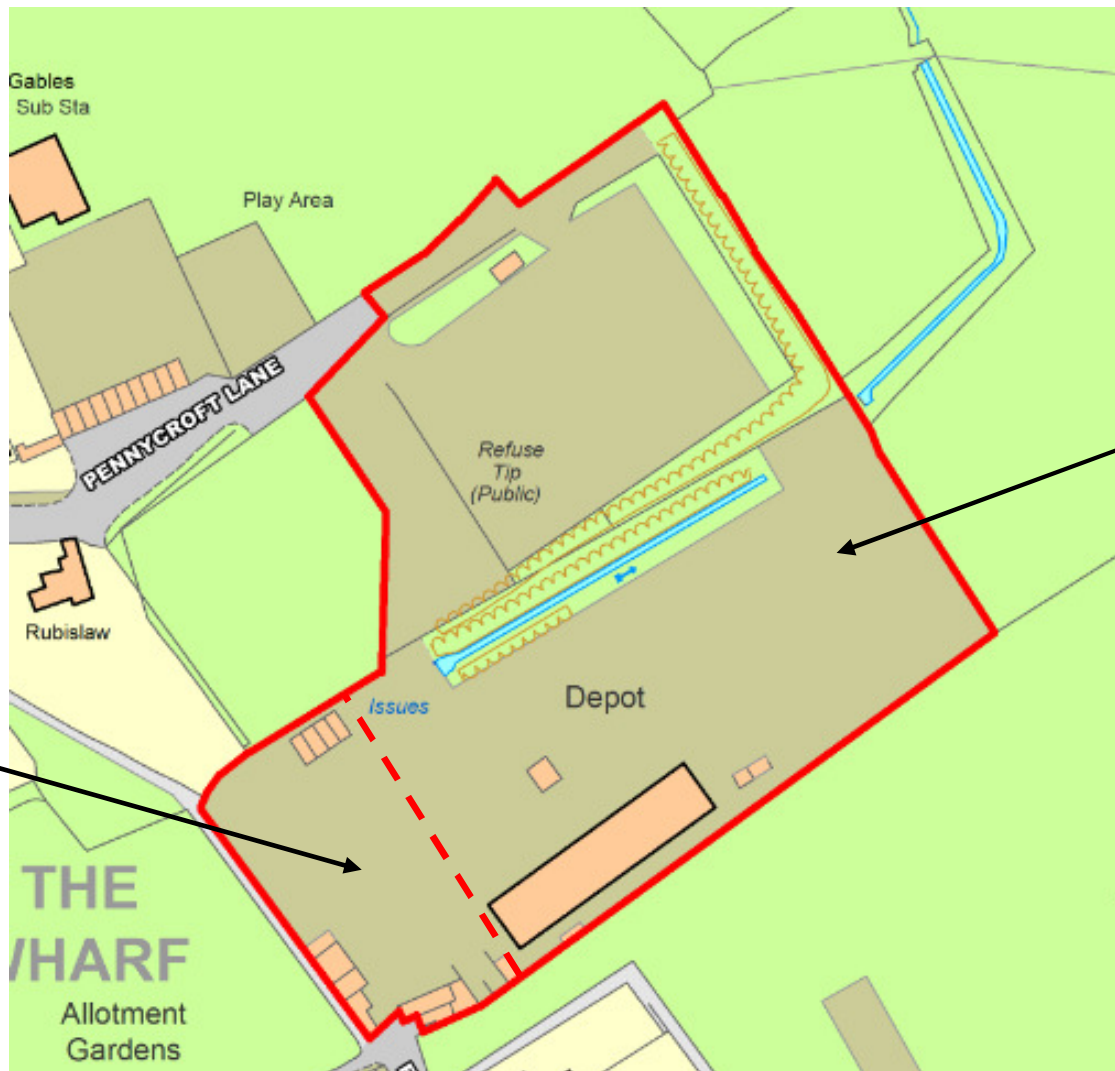 Gables
Sub Sta
Play Area
PENNYCROFT LANE
Refuse
Tip
(Public)
Rubislaw
Issues
Depot
THE
WHARF
Allotment
Gardens